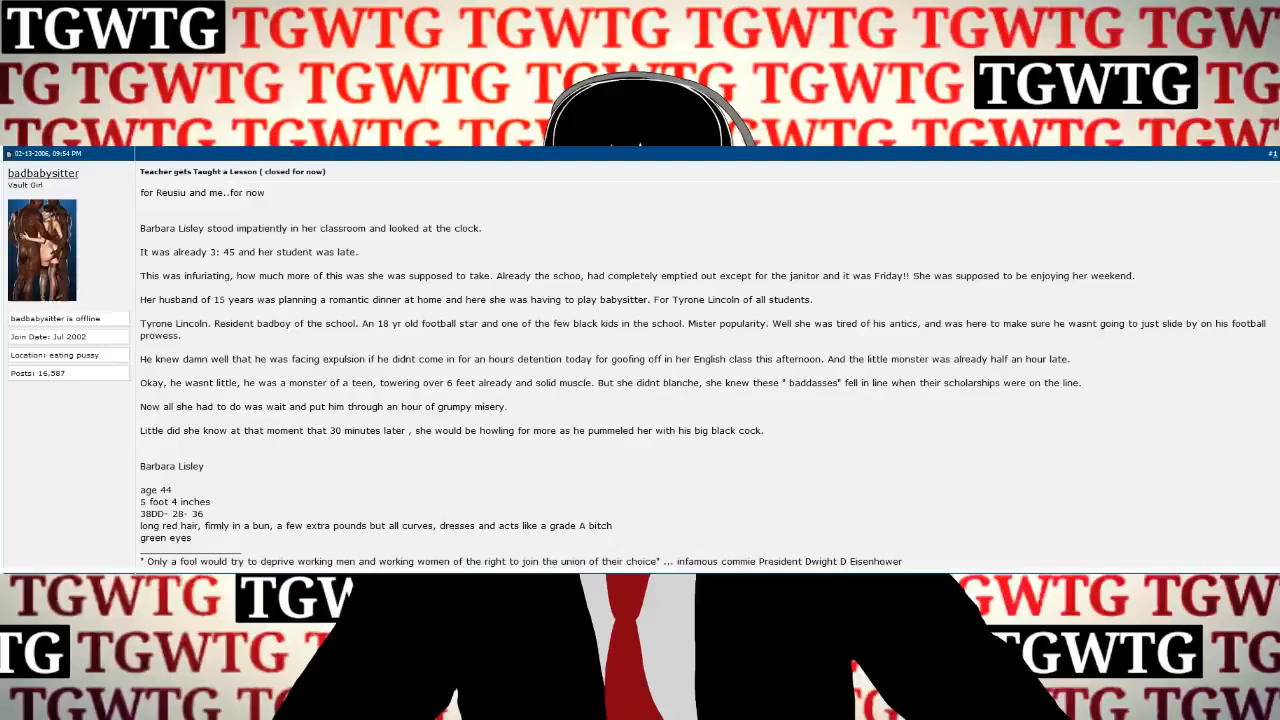 TGWTG TGWTG TGWTG TGWTG TGWTG TGW
TG TGWTG TGWTG TGWTG TGWTG TGWTG TG
TGWTG TGWTG TGWTG TGWTG TGWTG
02-13-2006, 09:54 PM #1
badbabysitter
Vault Girl
badbabysitter is offline
Join Date: Jul 2002
Location: eating pussy
Posts: 16,587
Teacher gets Taught a Lesson ( closed for now)
for Reusiu and me..for now
Barbara Lisley stood impatiently in her classroom and looked at the clock.
It was already 3: 45 and her student was late.
This was infuriating, how much more of this was she was supposed to take. Already the schoo, had completely emptied out except for the janitor and it was Friday!! She was supposed to be enjoying her weekend.
Her husband of 15 years was planning a romantic dinner at home and here she was having to play babysitter. For Tyrone Lincoln of all students.
Tyrone Lincoln. Resident badboy of the school. An 18 yr old football star and one of the few black kids in the school. Mister popularity. Well she was tired of his antics, and was here to make sure he wasnt going to just slide by on his football
prowess.
He knew damn well that he was facing expulsion if he didnt come in for an hours detention today for goofing off in her English class this afternoon. And the little monster was already half an hour late.
Okay, he wasnt little, he was a monster of a teen, towering over 6 feet already and solid muscle. But she didnt blanche, she knew these " baddasses" fell in line when their scholarships were on the line.
Now all she had to do was wait and put him through an hour of grumpy misery.
Little did she know at that moment that 30 minutes later , she would be howling for more as he pummeled her with his big black cock.
Barbara Lisley
age 44
5 foot 4 inches
38DD- 28- 36
long red hair, firmly in a bun, a few extra pounds but all curves, dresses and acts like a grade A bitch
green eyes
" Only a fool would try to deprive working men and working women of the right to join the union of their choice" ... infamous commie President Dwight D Eisenhower
TGWTG TGW GWTG TGWTG
TG TGWTG T GWTG TG
TGWTG TGWTG